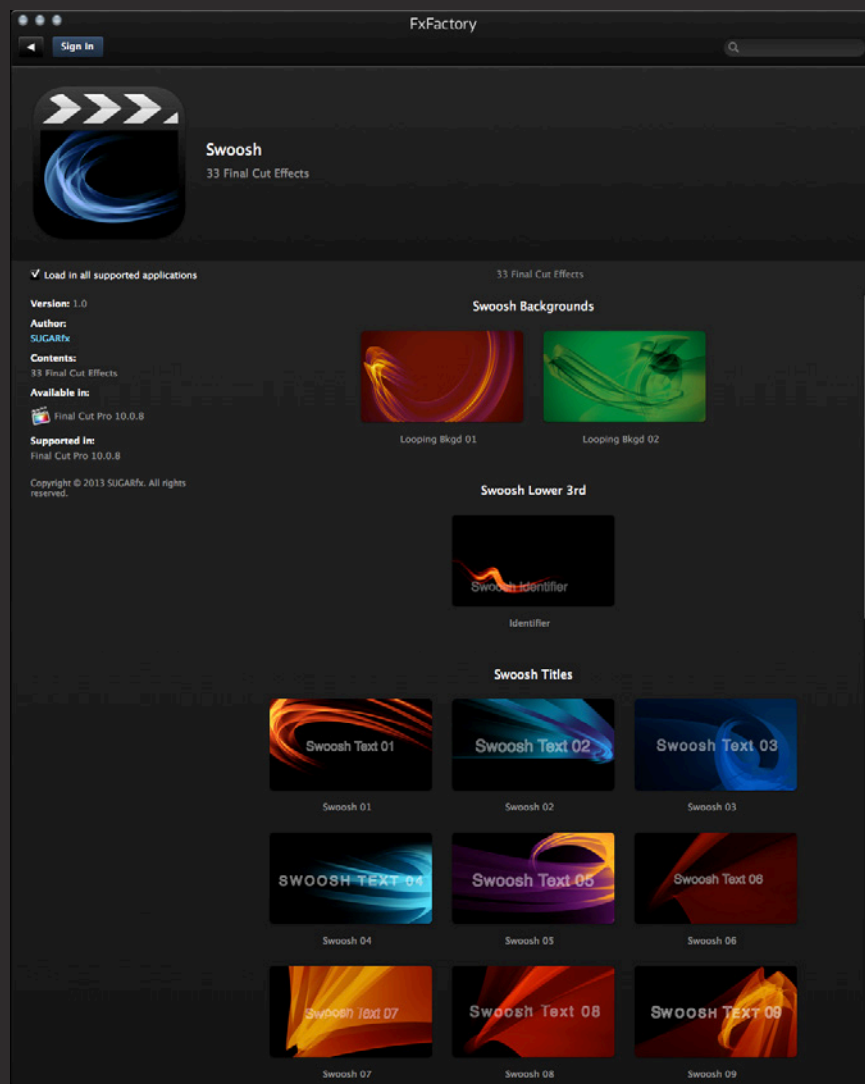 FxFactory
Sign In
Swoosh
33 Final Cut Effects
Load in all supported applications
Version: 1.0
Author:
SUGARfx
Contents:
33 Final Cut Effects
Available in:
Final Cut Pro 10.0.8
Supported in:
Final Cut Pro 10.0.8
Copyright © 2013 SUGARfx. All rights
reserved.
33 Final Cut Effects
Swoosh Backgrounds
Looping Bkgd 01
Looping Bkgd 02
Swoosh Lower 3rd
Swoosh Identifier
Identifier
Swoosh Titles
Swoosh Text 01
Swoosh Text 02
Swoosh Text 03
Swoosh 01
Swoosh 02
Swoosh 03
SWOOSH TEXT 04
Swoosh Text 05
Swoosh Text 06
Swoosh 04
Swoosh 05
Swoosh 06
Swoosh Text 07
Swoosh Text 08
SWOOSH TEXT 09
Swoosh 07
Swoosh 08
Swoosh 09